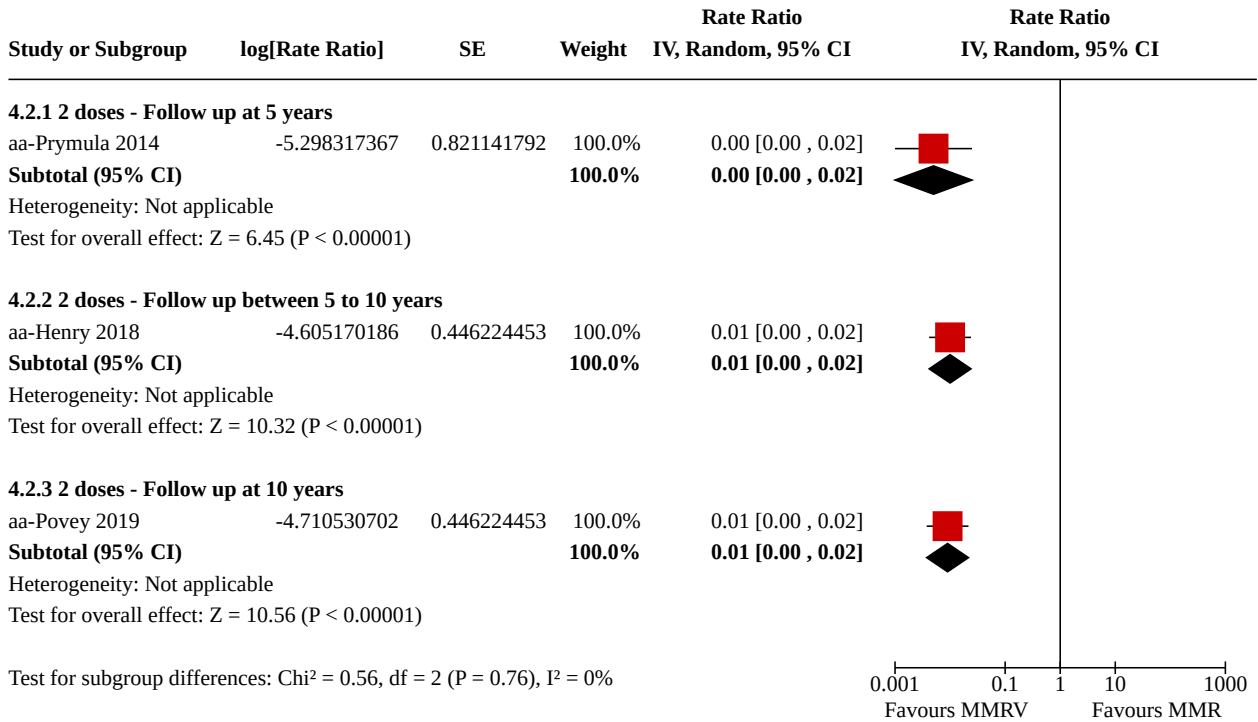 Rate Ratio Rate Ratio
Study or Subgroup log[Rate Ratio] SE Weight IV, Random, 95% CI IV, Random, 95% CI
4.2.1 2 doses - Follow up at 5 years
aa-Prymula 2014 -5.298317367 0.821141792 100.0% 0.00 [0.00 , 0.02]
Subtotal (95% CI) 100.0% 0.00 [0.00 , 0.02]
Heterogeneity: Not applicable
Test for overall effect: Z = 6.45 (P < 0.00001)
4.2.2 2 doses - Follow up between 5 to 10 years
aa-Henry 2018 -4.605170186 0.446224453 100.0% 0.01 [0.00 , 0.02]
Subtotal (95% CI) 100.0% 0.01 [0.00 , 0.02]
Heterogeneity: Not applicable
Test for overall effect: Z = 10.32 (P < 0.00001)
4.2.3 2 doses - Follow up at 10 years
aa-Povey 2019 -4.710530702 0.446224453 100.0% 0.01 [0.00 , 0.02]
Subtotal (95% CI) 100.0% 0.01 [0.00 , 0.02]
Heterogeneity: Not applicable
Test for overall effect: Z = 10.56 (P < 0.00001)
Test for subgroup differences: Chi² = 0.56, df = 2 (P = 0.76), I² = 0%
0.001 0.1 1 10 1000
Favours MMRV Favours MMR